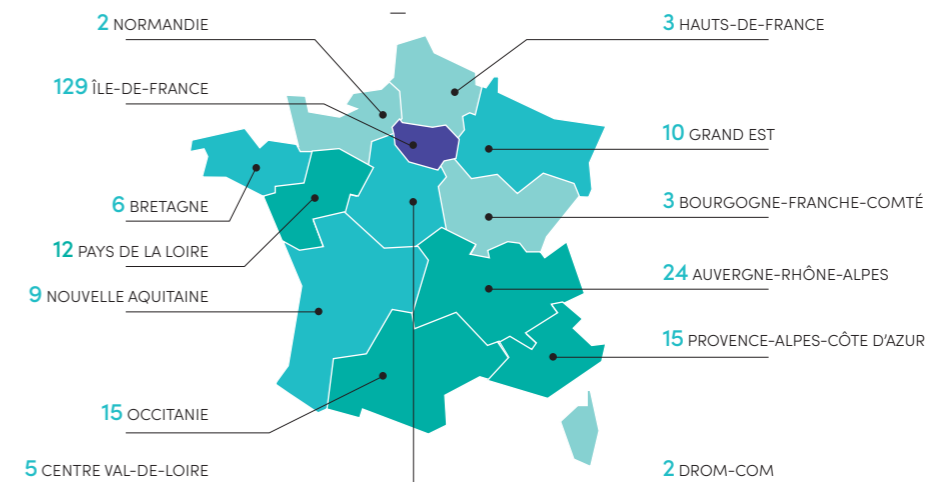 2 NORMANDIE
129 ÎLE-DE-FRANCE
6 BRETAGNE
12 PAYS DE LA LOIRE
9 NOUVELLE AQUITAINE
15 OCCITANIE
5 CENTRE VAL-DE-LOIRE
3 HAUTS-DE-FRANCE
10 GRAND EST
3 BOURGOGNE-FRANCHE-COMTÉ
24 AUVERGNE-RHÔNE-ALPES
15 PROVENCE-ALPES-CÔTE D'AZUR
2 DROM-COM